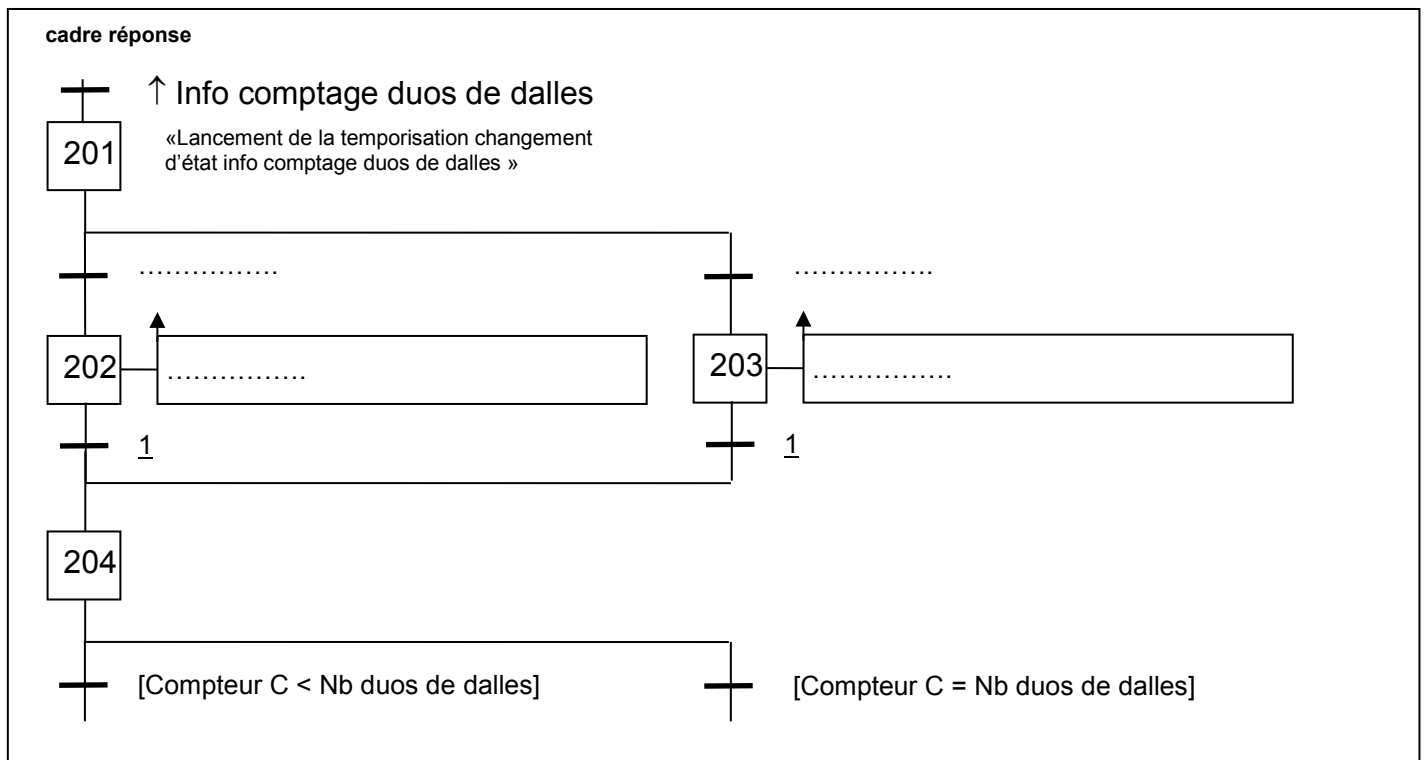 cadre réponse
↑ Info comptage duos de dalles
201
«Lancement de la temporisation changement
d'état info comptage duos de dalles »
……………
……………
202
……………
203
……………
1
1
204
[Compteur C < Nb duos de dalles]
[Compteur C = Nb duos de dalles]